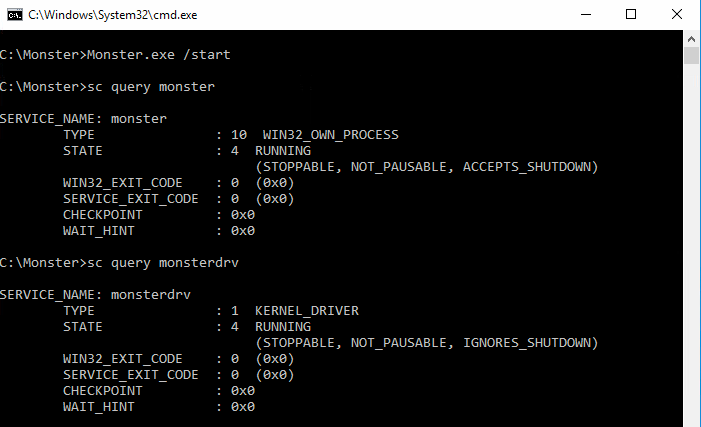 C:\Windows\System32\cmd.exe
C:\Monster>Monster.exe /start
C:\Monster>sc query monster
SERVICE_NAME: monster
TYPE : 10 WIN32_OWN_PROCESS
STATE : 4 RUNNING
(STOPPABLE, NOT_PAUSABLE, ACCEPTS_SHUTDOWN)
WIN32_EXIT_CODE : 0 (0x0)
SERVICE_EXIT_CODE : 0 (0x0)
CHECKPOINT : 0x0
WAIT_HINT : 0x0
C:\Monster>sc query monsterdrv
SERVICE_NAME: monsterdrv
TYPE : 1 KERNEL_DRIVER
STATE : 4 RUNNING
(STOPPABLE, NOT_PAUSABLE, IGNORES_SHUTDOWN)
WIN32_EXIT_CODE : 0 (0x0)
SERVICE_EXIT_CODE : 0 (0x0)
CHECKPOINT : 0x0
WAIT_HINT : 0x0